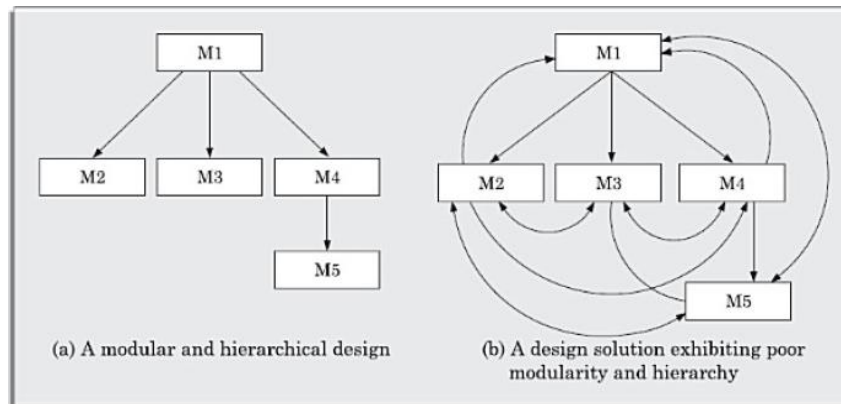 M1
M2
M3
M4
M5
(a) A modular and hierarchical design
M1
M2
M3
M4
M5
(b) A design solution exhibiting poor
modularity and hierarchy